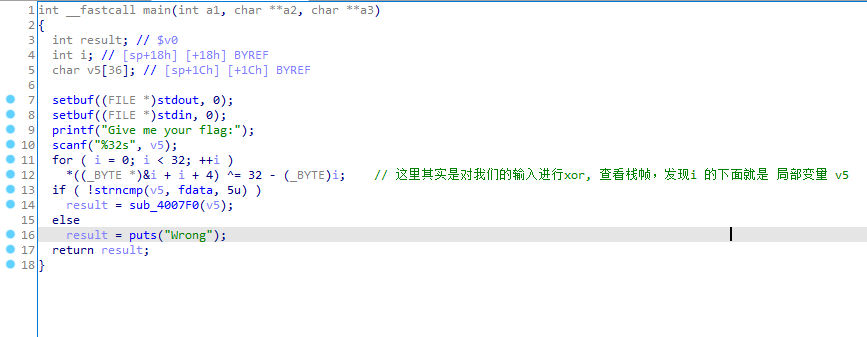 1 int __fastcall main(int a1, char **a2, char **a3)
2 {
3 int result; // $v0
4 int i; // [sp+18h] [+18h] BYREF
5 char v5[36]; // [sp+1Ch] [+1Ch] BYREF
6
7 setbuf((FILE *)stdout, 0);
8 setbuf((FILE *)stdin, 0);
9 printf("Give me your flag:");
10 scanf("%32s", v5);
11 for ( i = 0; i < 32; ++i )
12 *((_BYTE *)&i + i + 4) ^= 32 - (_BYTE)i; // 这里其实是对我们的输入进行xor, 查看栈帧，发现i 的下面就是 局部变量 v5
13 if ( !strncmp(v5, fdata, 5u) )
14 result = sub_4007F0(v5);
15 else
16 result = puts("Wrong");
17 return result;
18 }